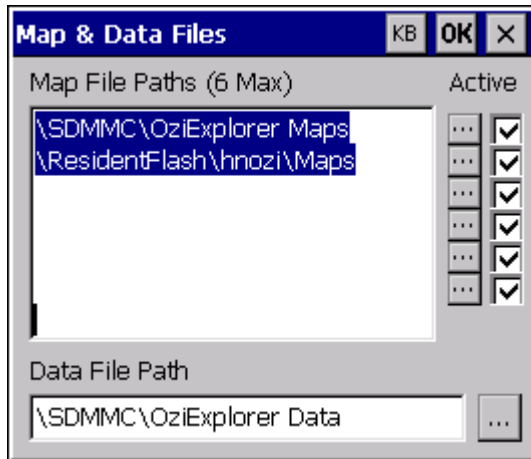 Map & Data Files KB OK ×
Map File Paths (6 Max) Active
\SDMMC\OziExplorer Maps
\ResidentFlash\hnozi\Maps
...
...
...
...
...
...
Data File Path
\SDMMC\OziExplorer Data ...